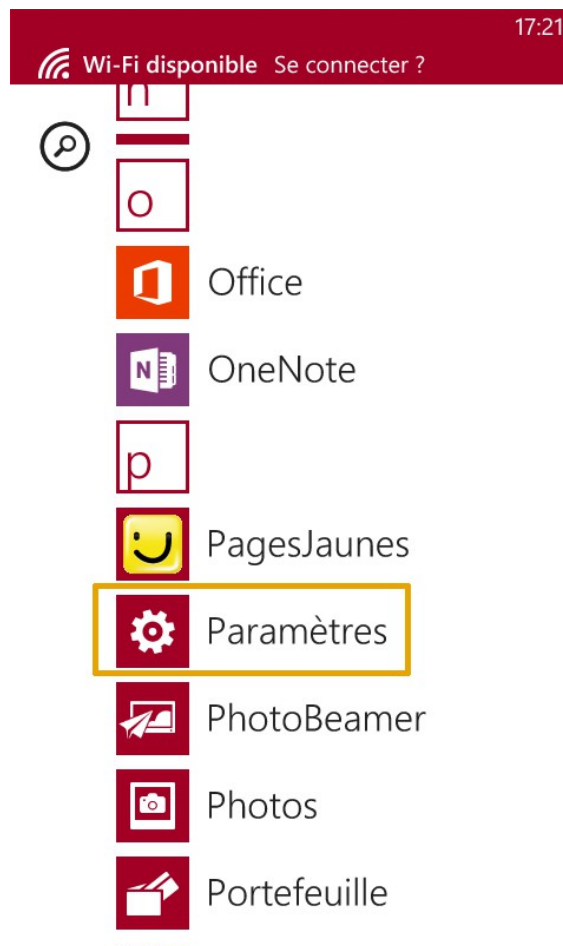 17:21
Wi-Fi disponible Se connecter ?
n
o
Office
N
OneNote
p
PagesJaunes
Paramètres
PhotoBeamer
Photos
Portefeuille